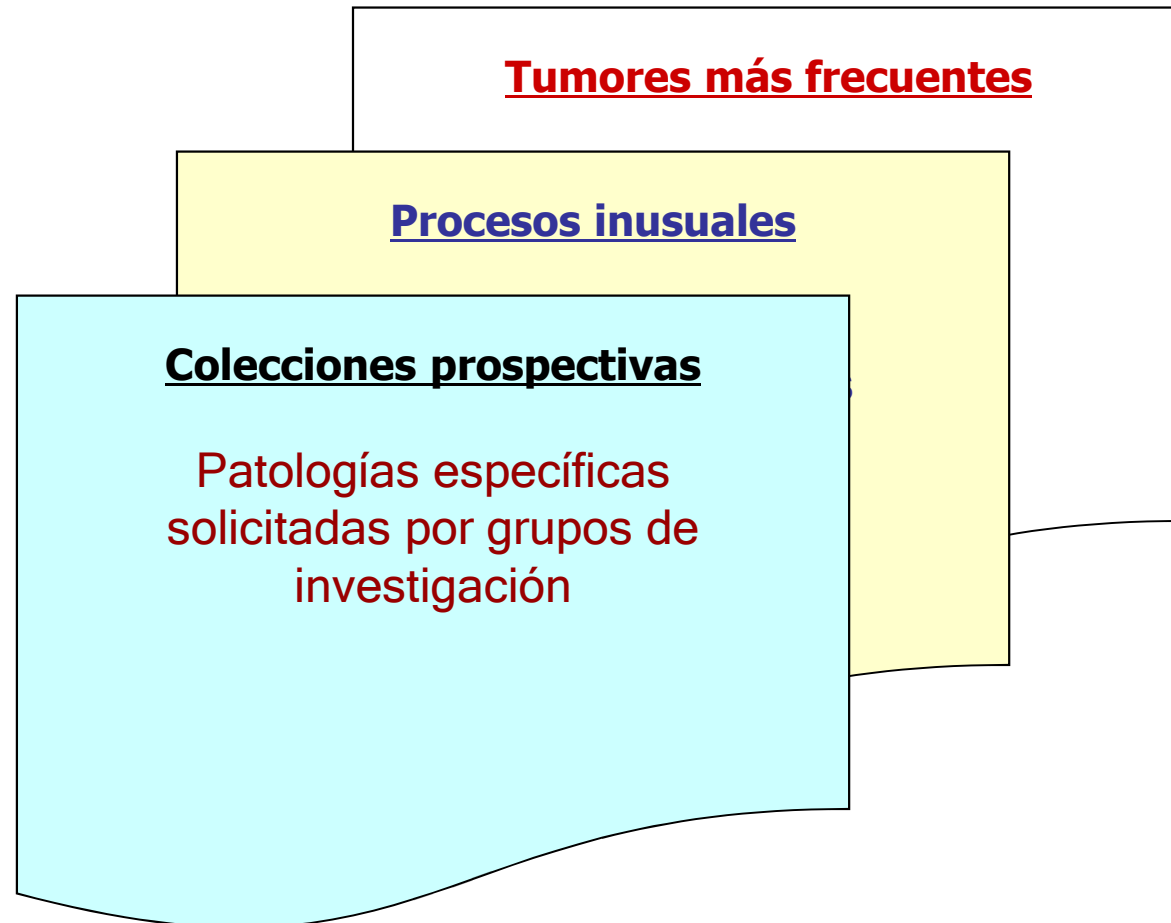 Tumores más frecuentes
Procesos inusuales
Colecciones prospectivas
Patologías específicas
solicitadas por grupos de
investigación